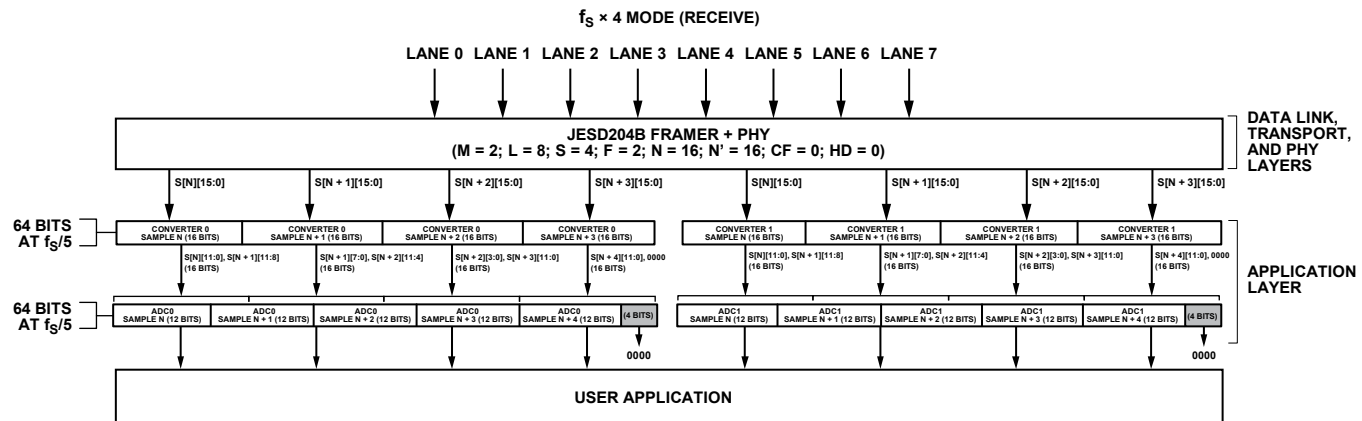 fS × 4 MODE (RECEIVE)
LANE 0 LANE 1 LANE 2 LANE 3 LANE 4 LANE 5 LANE 6 LANE 7
JESD204B FRAMER + PHY
(M = 2; L = 8; S = 4; F = 2; N = 16; N' = 16; CF = 0; HD = 0)
DATA LINK,
TRANSPORT,
AND PHY
LAYERS
S[N][15:0] S[N + 1][15:0] S[N + 2][15:0] S[N + 3][15:0] S[N][15:0] S[N + 1][15:0] S[N + 2][15:0] S[N + 3][15:0]
64 BITS
AT fS/5
CONVERTER 0 CONVERTER 0 CONVERTER 0 CONVERTER 0 CONVERTER 1 CONVERTER 1 CONVERTER 1 CONVERTER 1
SAMPLE N (16 BITS) SAMPLE N + 1 (16 BITS) SAMPLE N + 2 (16 BITS) SAMPLE N + 3 (16 BITS) SAMPLE N (16 BITS) SAMPLE N + 1 (16 BITS) SAMPLE N + 2 (16 BITS) SAMPLE N + 3 (16 BITS)
S[N][11:0], S[N + 1][11:8] S[N + 1][7:0], S[N + 2][11:4] S[N + 2][3:0], S[N + 3][11:0] S[N + 4][11:0], 0000 S[N][11:0], S[N + 1][11:8] S[N + 1][7:0], S[N + 2][11:4] S[N + 2][3:0], S[N + 3][11:0] S[N + 4][11:0], 0000
(16 BITS) (16 BITS) (16 BITS) (16 BITS) (16 BITS) (16 BITS) (16 BITS) (16 BITS)
APPLICATION
LAYER
64 BITS
AT fS/5
ADC0 ADC0 ADC0 ADC0 ADC0 ADC1 ADC1 ADC1 ADC1 ADC1
SAMPLE N (12 BITS) SAMPLE N + 1 (12 BITS) SAMPLE N + 2 (12 BITS) SAMPLE N + 3 (12 BITS) SAMPLE N + 4 (12 BITS) (4 BITS) SAMPLE N (12 BITS) SAMPLE N + 1 (12 BITS) SAMPLE N + 2 (12 BITS) SAMPLE N + 3 (12 BITS) SAMPLE N + 4 (12 BITS) (4 BITS)
0000 0000
USER APPLICATION